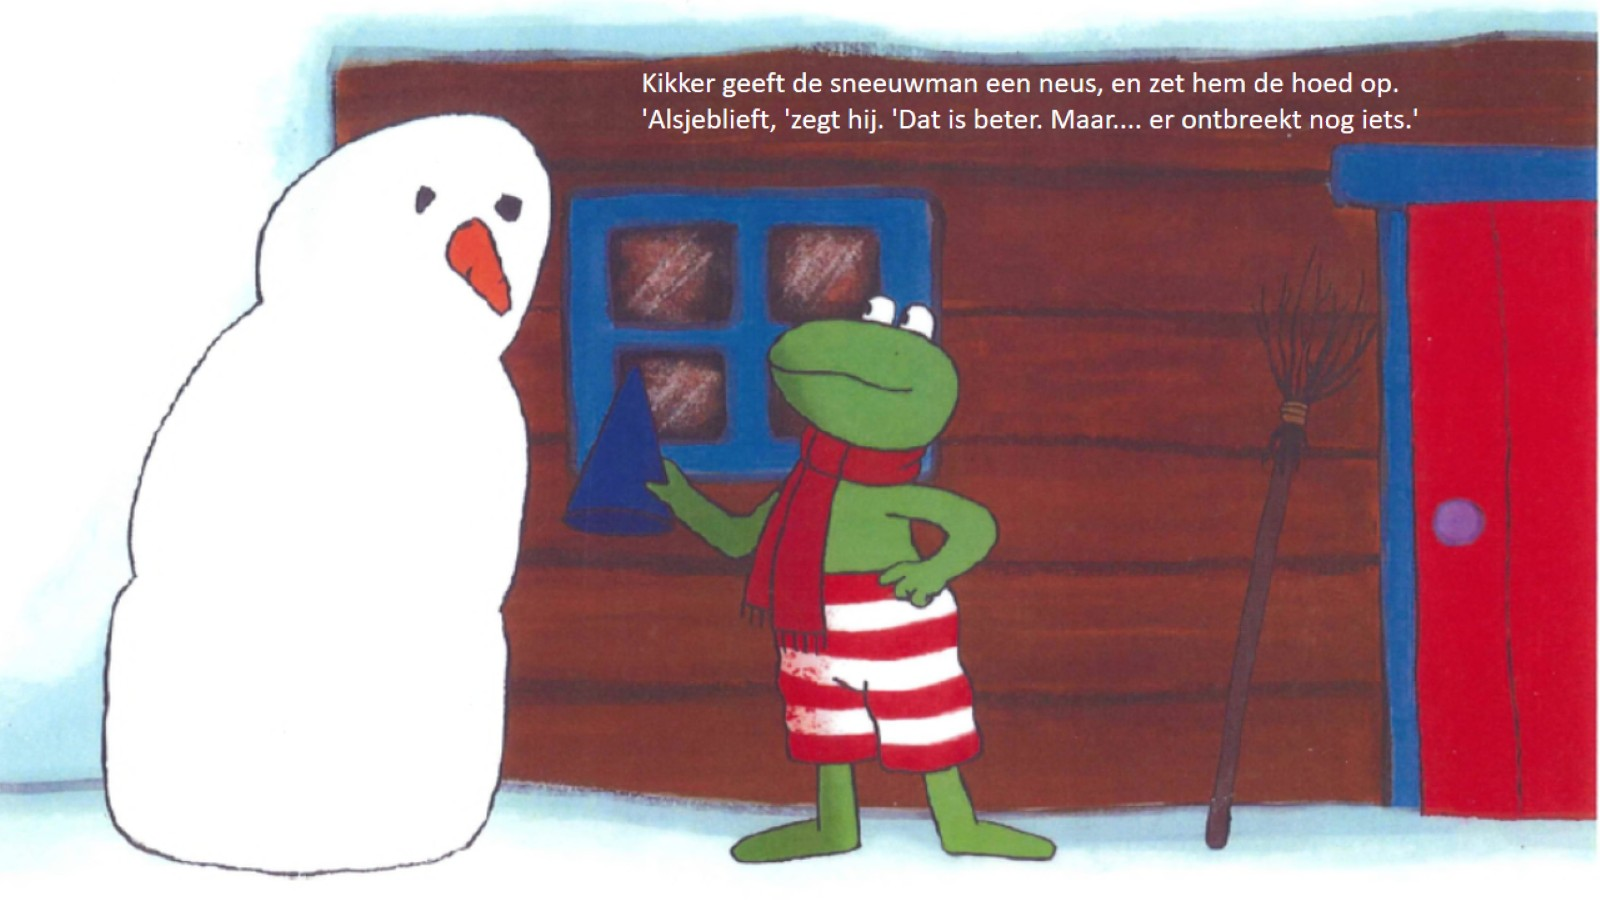 Kikker geeft de sneeuwman een neus, en zet hem de hoed op.
'Alsjeblieft, 'zegt hij. 'Dat is beter. Maar.... er ontbreekt nog iets.'